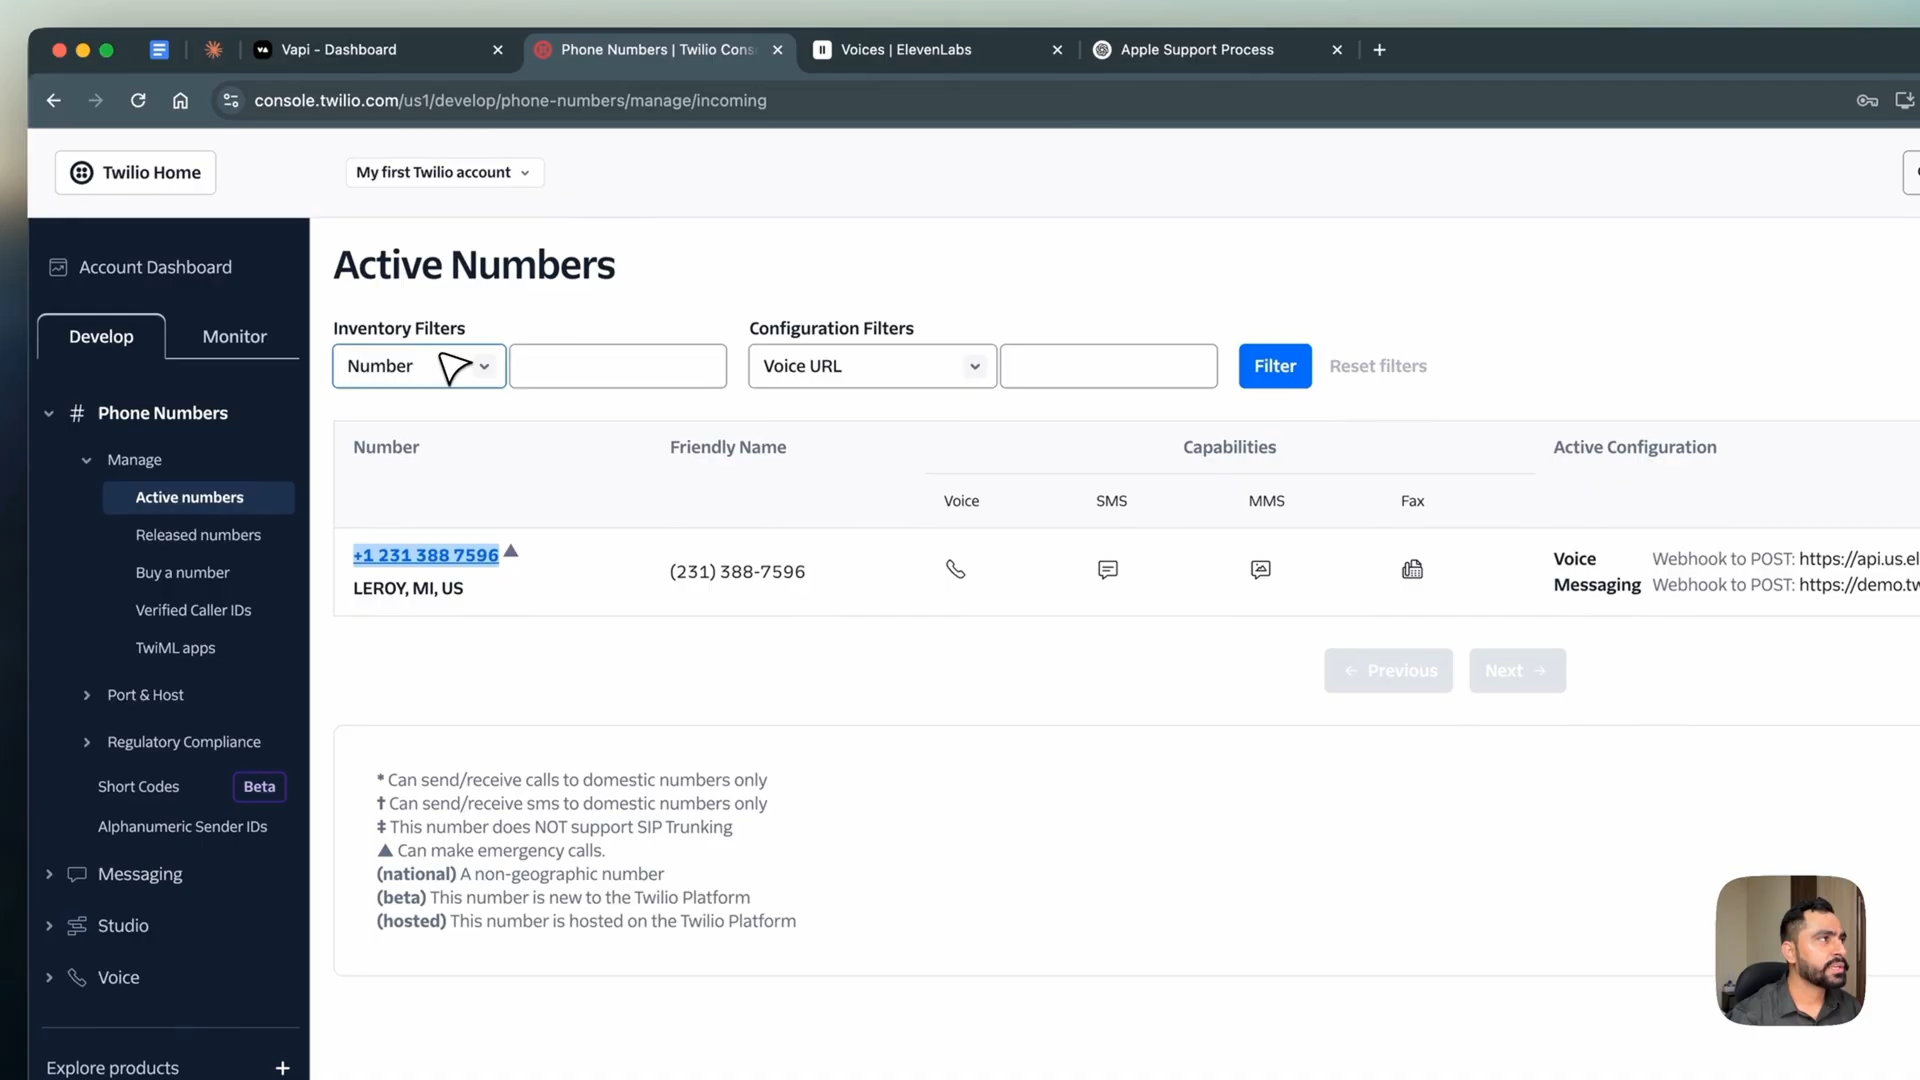 Vapi - Dashboard
Phone Numbers | Twilio Cons
Voices | ElevenLabs
Apple Support Process
console.twilio.com/us1/develop/phone-numbers/manage/incoming
Twilio Home
My first Twilio account
Account Dashboard
Develop
Monitor
# Phone Numbers
Manage
Active numbers
Released numbers
Buy a number
Verified Caller IDs
TwiML apps
Port & Host
Regulatory Compliance
Short Codes
Beta
Alphanumeric Sender IDs
Messaging
Studio
Voice
Explore products +
Active Numbers
Inventory Filters
Configuration Filters
Number
Voice URL
Filter
Reset filters
Number
Friendly Name
Capabilities
Active Configuration
Voice
SMS
MMS
Fax
+1 231 388 7596 ▲
LEROY, MI, US
(231) 388-7596
Voice Webhook to POST: https://api.us.el
Messaging Webhook to POST: https://demo.tw
← Previous
Next →
* Can send/receive calls to domestic numbers only
† Can send/receive sms to domestic numbers only
‡ This number does NOT support SIP Trunking
▲ Can make emergency calls.
(national) A non-geographic number
(beta) This number is new to the Twilio Platform
(hosted) This number is hosted on the Twilio Platform